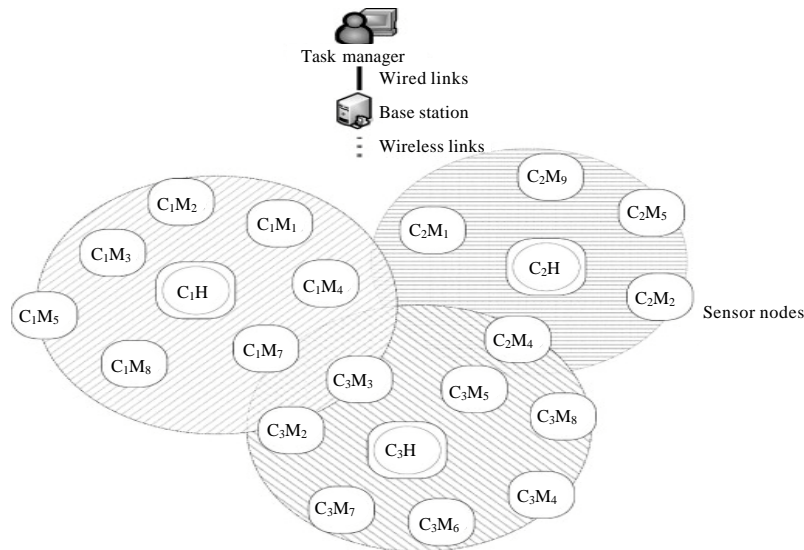 Task manager
Wired links
Base station
Wireless links
C₂M₉
C₁M₂
C₂M₅
C₁M₁
C₂M₁
C₁M₃
C₂H
C₁H
C₁M₄
C₂M₂
Sensor nodes
C₁M₅
C₂M₄
C₁M₇
C₁M₈
C₃M₃
C₃M₅
C₃M₈
C₃M₂
C₃H
C₃M₄
C₃M₇
C₃M₆